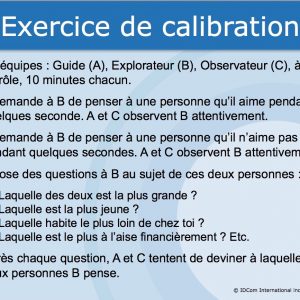 Exercice de calibration
équipes : Guide (A), Explorateur (B), Observateur (C), à
rôle, 10 minutes chacun.
emande à B de penser à une personne qu'il aime penda
elques seconde. A et C observent B attentivement.
emande à B de penser à une personne qu'il n'aime pas
ndant quelques secondes. A et C observent B attentivem
ose des questions à B au sujet de ces deux personnes :
Laquelle des deux est la plus grande ?
Laquelle est la plus jeune ?
Laquelle habite le plus loin de chez toi ?
Laquelle est le plus à l'aise financièrement ? Etc.
rès chaque question, A et C tentent de deviner à laquelle
ux personnes B pense.
© IDCom International inc